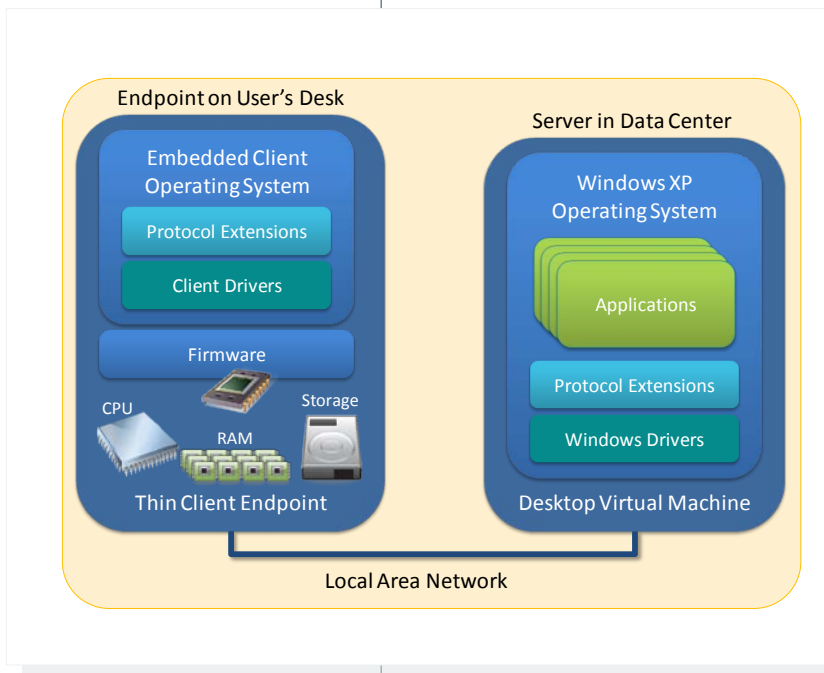 Endpoint on User's Desk
Embedded Client
Operating System
Protocol Extensions
Client Drivers
Firmware
CPU
RAM
Storage
Thin Client Endpoint
Server in Data Center
Windows XP
Operating System
Applications
Protocol Extensions
Windows Drivers
Desktop Virtual Machine
Local Area Network